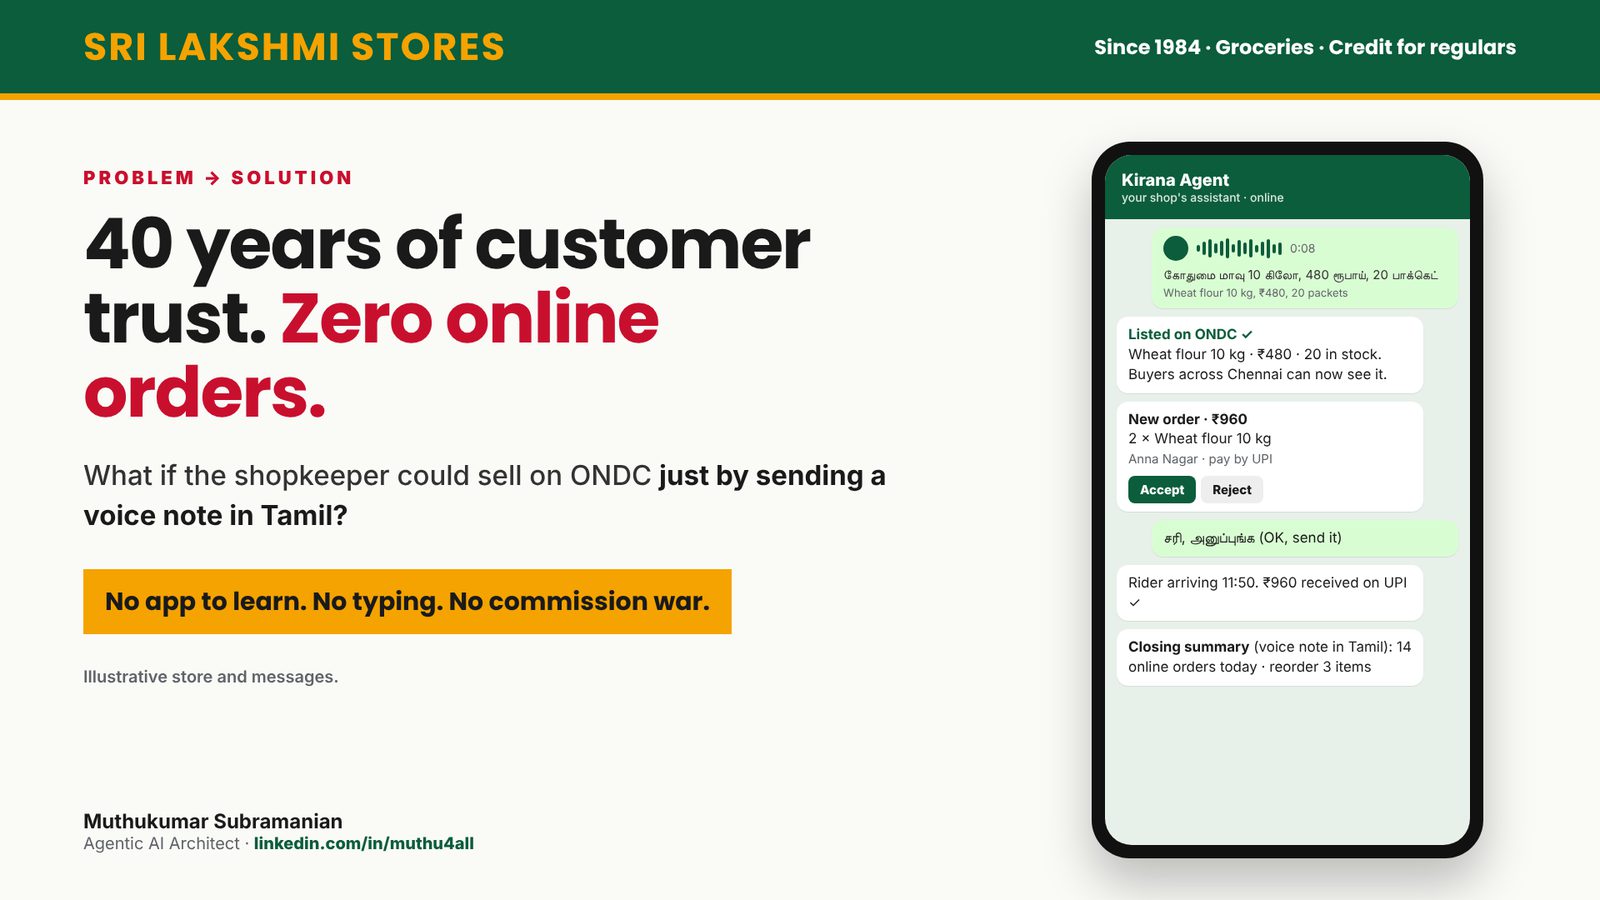 SRI LAKSHMI STORES
Since 1984 · Groceries · Credit for regulars
PROBLEM → SOLUTION
40 years of customer
trust. Zero online
orders.
What if the shopkeeper could sell on ONDC just by sending a
voice note in Tamil?
No app to learn. No typing. No commission war.
Illustrative store and messages.
Muthukumar Subramanian
Agentic AI Architect · linkedin.com/in/muthu4all
Kirana Agent
your shop's assistant · online
0:08
கோதுமை மாவு 10 கிலோ, 480 ரூபாய், 20 பாக்கெட்
Wheat flour 10 kg, ₹480, 20 packets
Listed on ONDC ✓
Wheat flour 10 kg · ₹480 · 20 in stock.
Buyers across Chennai can now see it.
New order · ₹960
2 × Wheat flour 10 kg
Anna Nagar · pay by UPI
Accept Reject
சரி, அனுப்புங்க (OK, send it)
Rider arriving 11:50. ₹960 received on UPI
✓
Closing summary (voice note in Tamil): 14
online orders today · reorder 3 items